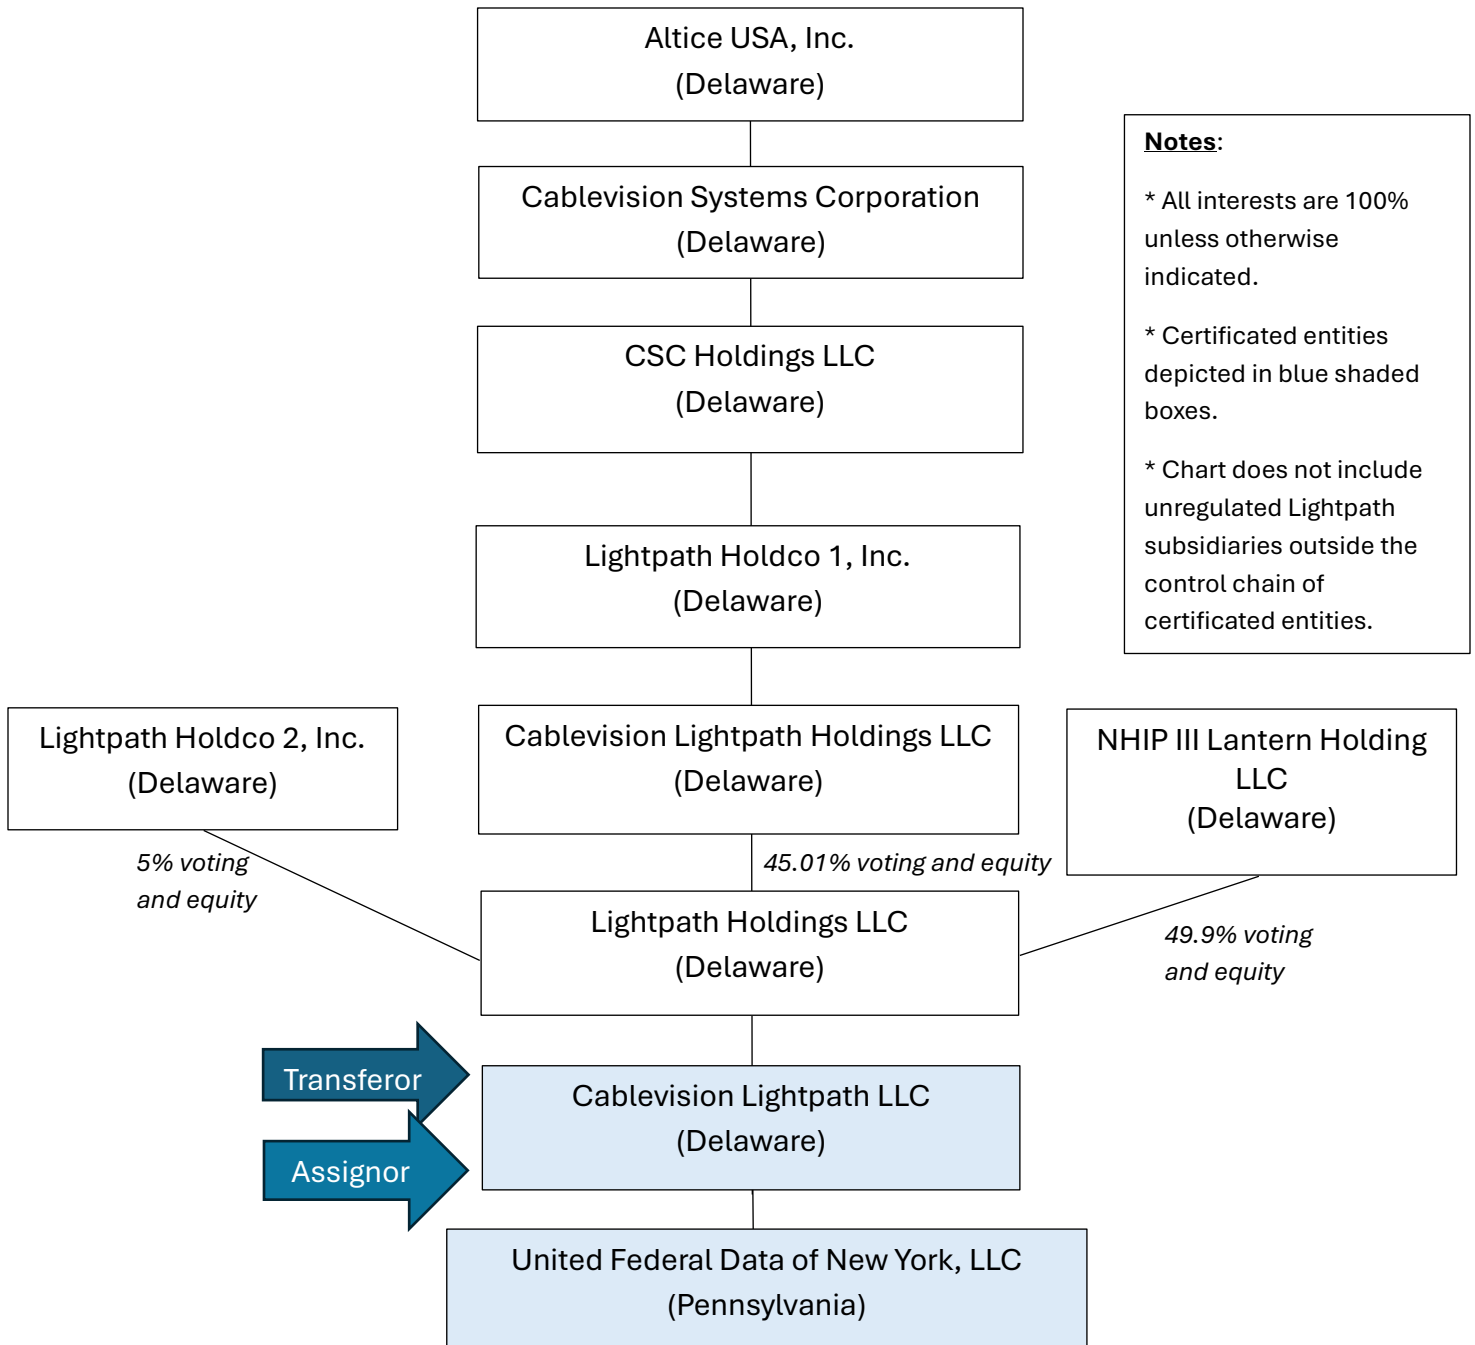 Altice USA, Inc.
(Delaware)
Cablevision Systems Corporation
(Delaware)
CSC Holdings LLC
(Delaware)
Lightpath Holdco 1, Inc.
(Delaware)
Notes:
* All interests are 100%
unless otherwise
indicated.
* Certificated entities
depicted in blue shaded
boxes.
* Chart does not include
unregulated Lightpath
subsidiaries outside the
control chain of
certificated entities.
Lightpath Holdco 2, Inc.
(Delaware)
Cablevision Lightpath Holdings LLC
(Delaware)
NHIP III Lantern Holding
LLC
(Delaware)
5% voting
and equity
45.01% voting and equity
49.9% voting
and equity
Lightpath Holdings LLC
(Delaware)
Transferor
Assignor
Cablevision Lightpath LLC
(Delaware)
United Federal Data of New York, LLC
(Pennsylvania)